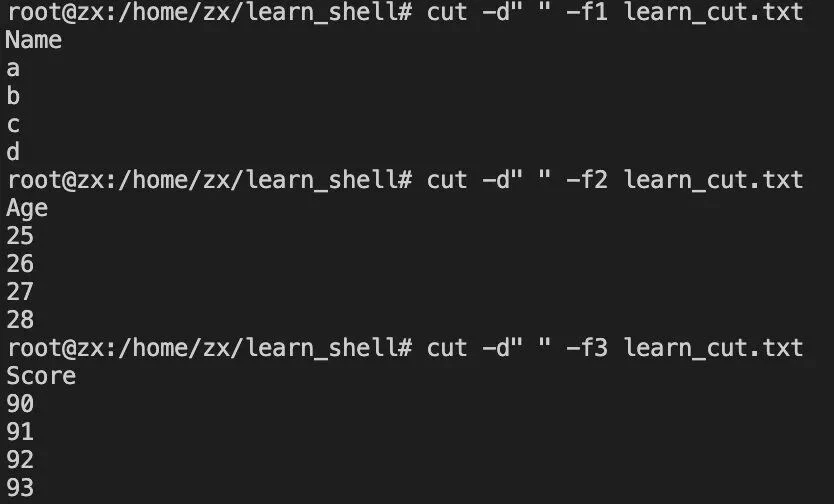 root@zx:/home/zx/learn_shell# cut -d" " -f1 learn_cut.txt
Name
a
b
c
d
root@zx:/home/zx/learn_shell# cut -d" " -f2 learn_cut.txt
Age
25
26
27
28
root@zx:/home/zx/learn_shell# cut -d" " -f3 learn_cut.txt
Score
90
91
92
93